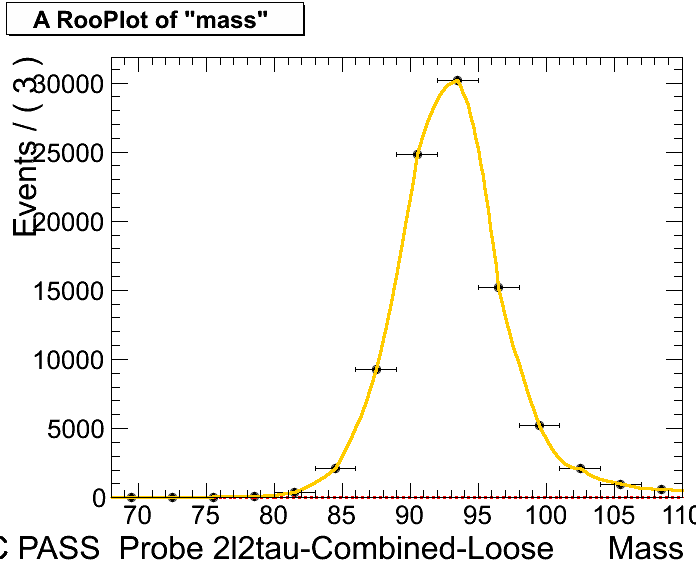 A RooPlot of "mass"
Events / ( 3 )
30000
25000
20000
15000
10000
5000
0
70 75 80 85 90 95 100 105 110
C PASS Probe 2l2tau-Combined-Loose Mass